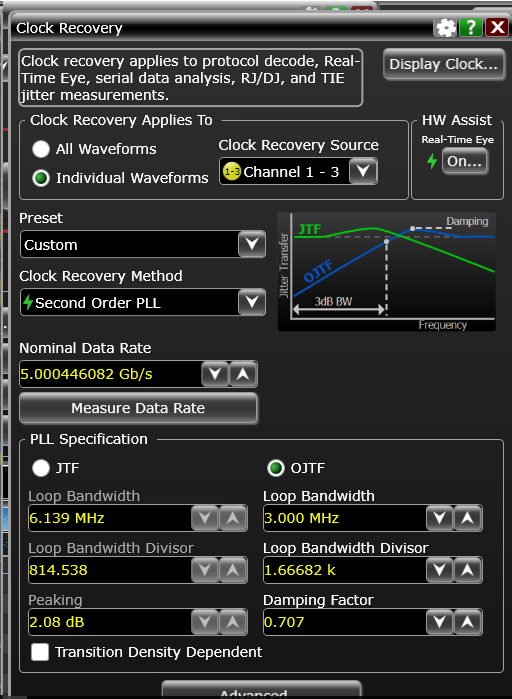 Clock Recovery
?
X
Clock recovery applies to protocol decode, Real-
Time Eye, serial data analysis, RJ/DJ, and TIE
jitter measurements.
Display Clock...
Clock Recovery Applies To
All Waveforms
Individual Waveforms
Clock Recovery Source
1-3 Channel 1 - 3
HW Assist
Real-Time Eye
On...
Preset
Custom
Clock Recovery Method
Second Order PLL
Jitter Transfer
JTF
OJTF
Damping
3dB BW
Frequency
Nominal Data Rate
5.000446082 Gb/s
Measure Data Rate
PLL Specification
JTF
OJTF
Loop Bandwidth
Loop Bandwidth
6.139 MHz
3.000 MHz
Loop Bandwidth Divisor
Loop Bandwidth Divisor
814.538
1.66682 k
Peaking
Damping Factor
2.08 dB
0.707
Transition Density Dependent
Advanced